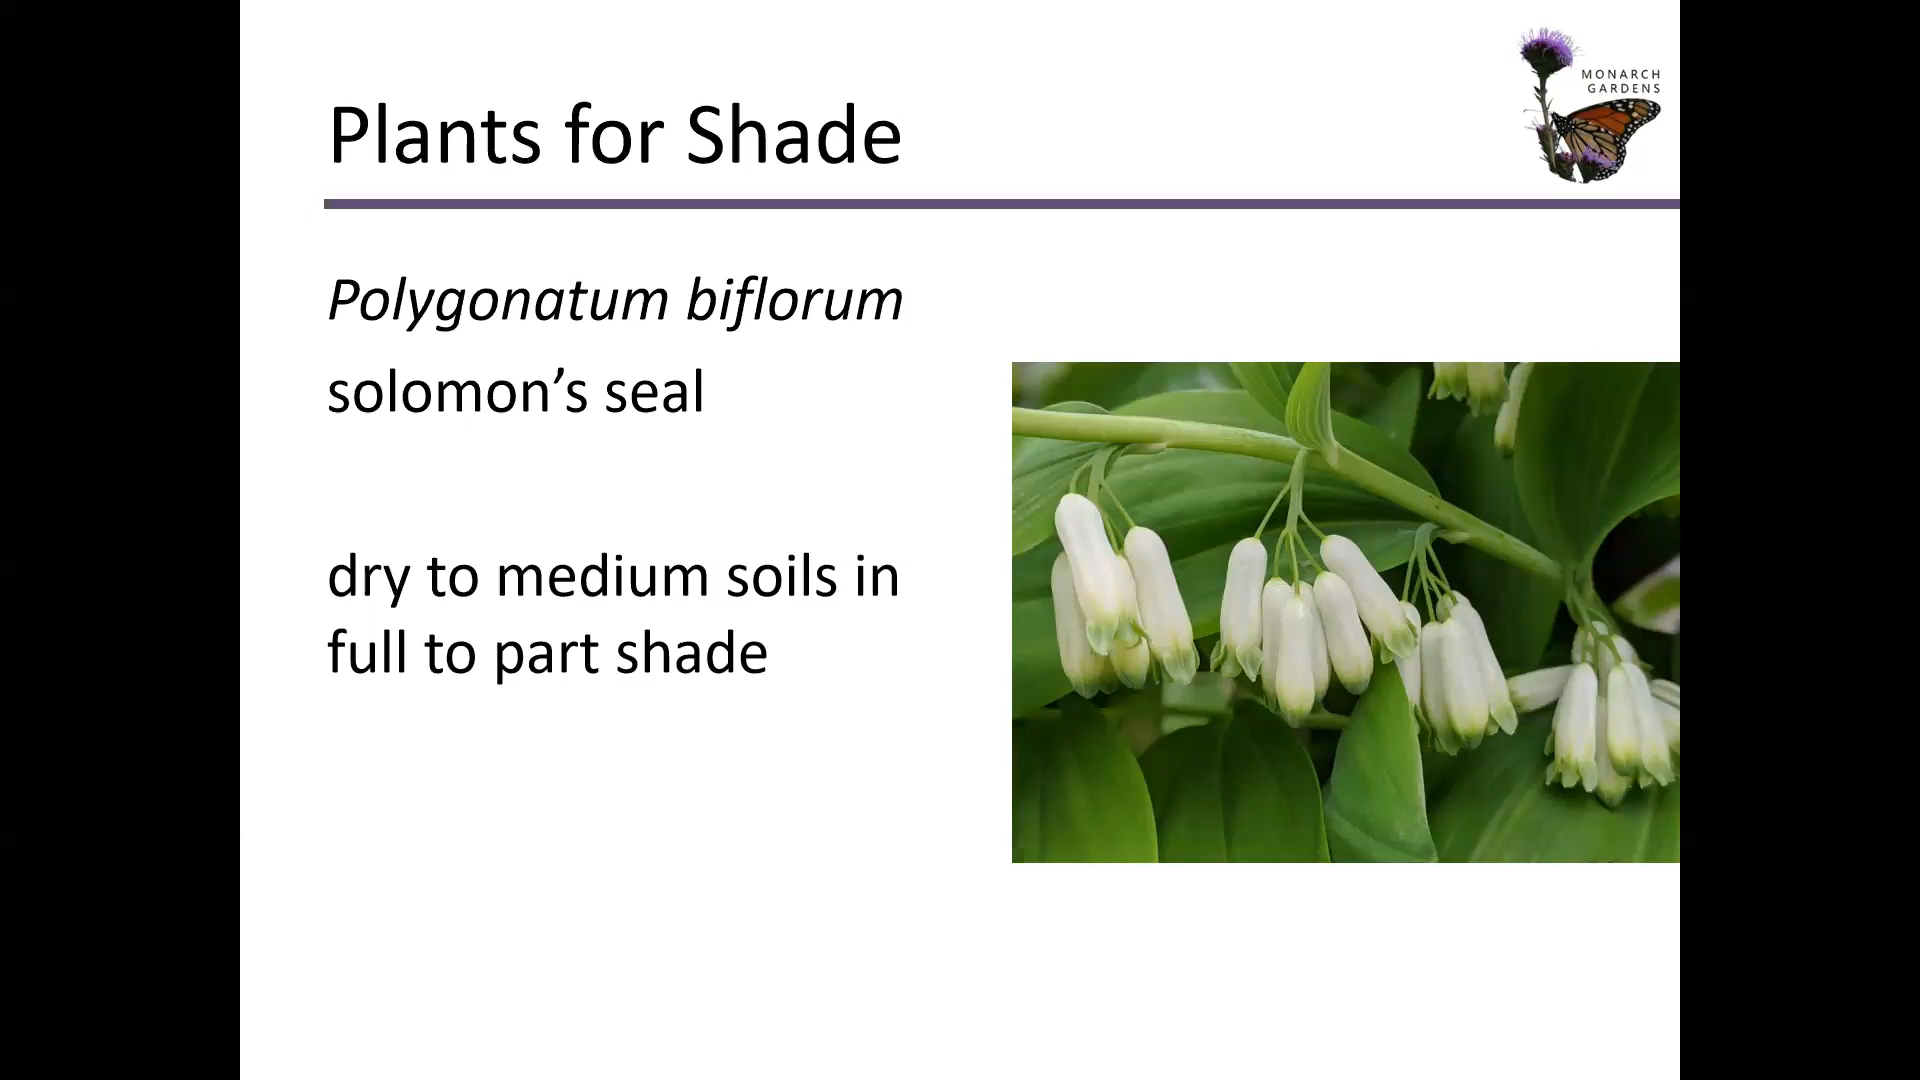 MONARCH
GARDENS
Plants for Shade
Polygonatum biflorum
solomon’s seal
dry to medium soils in
full to part shade